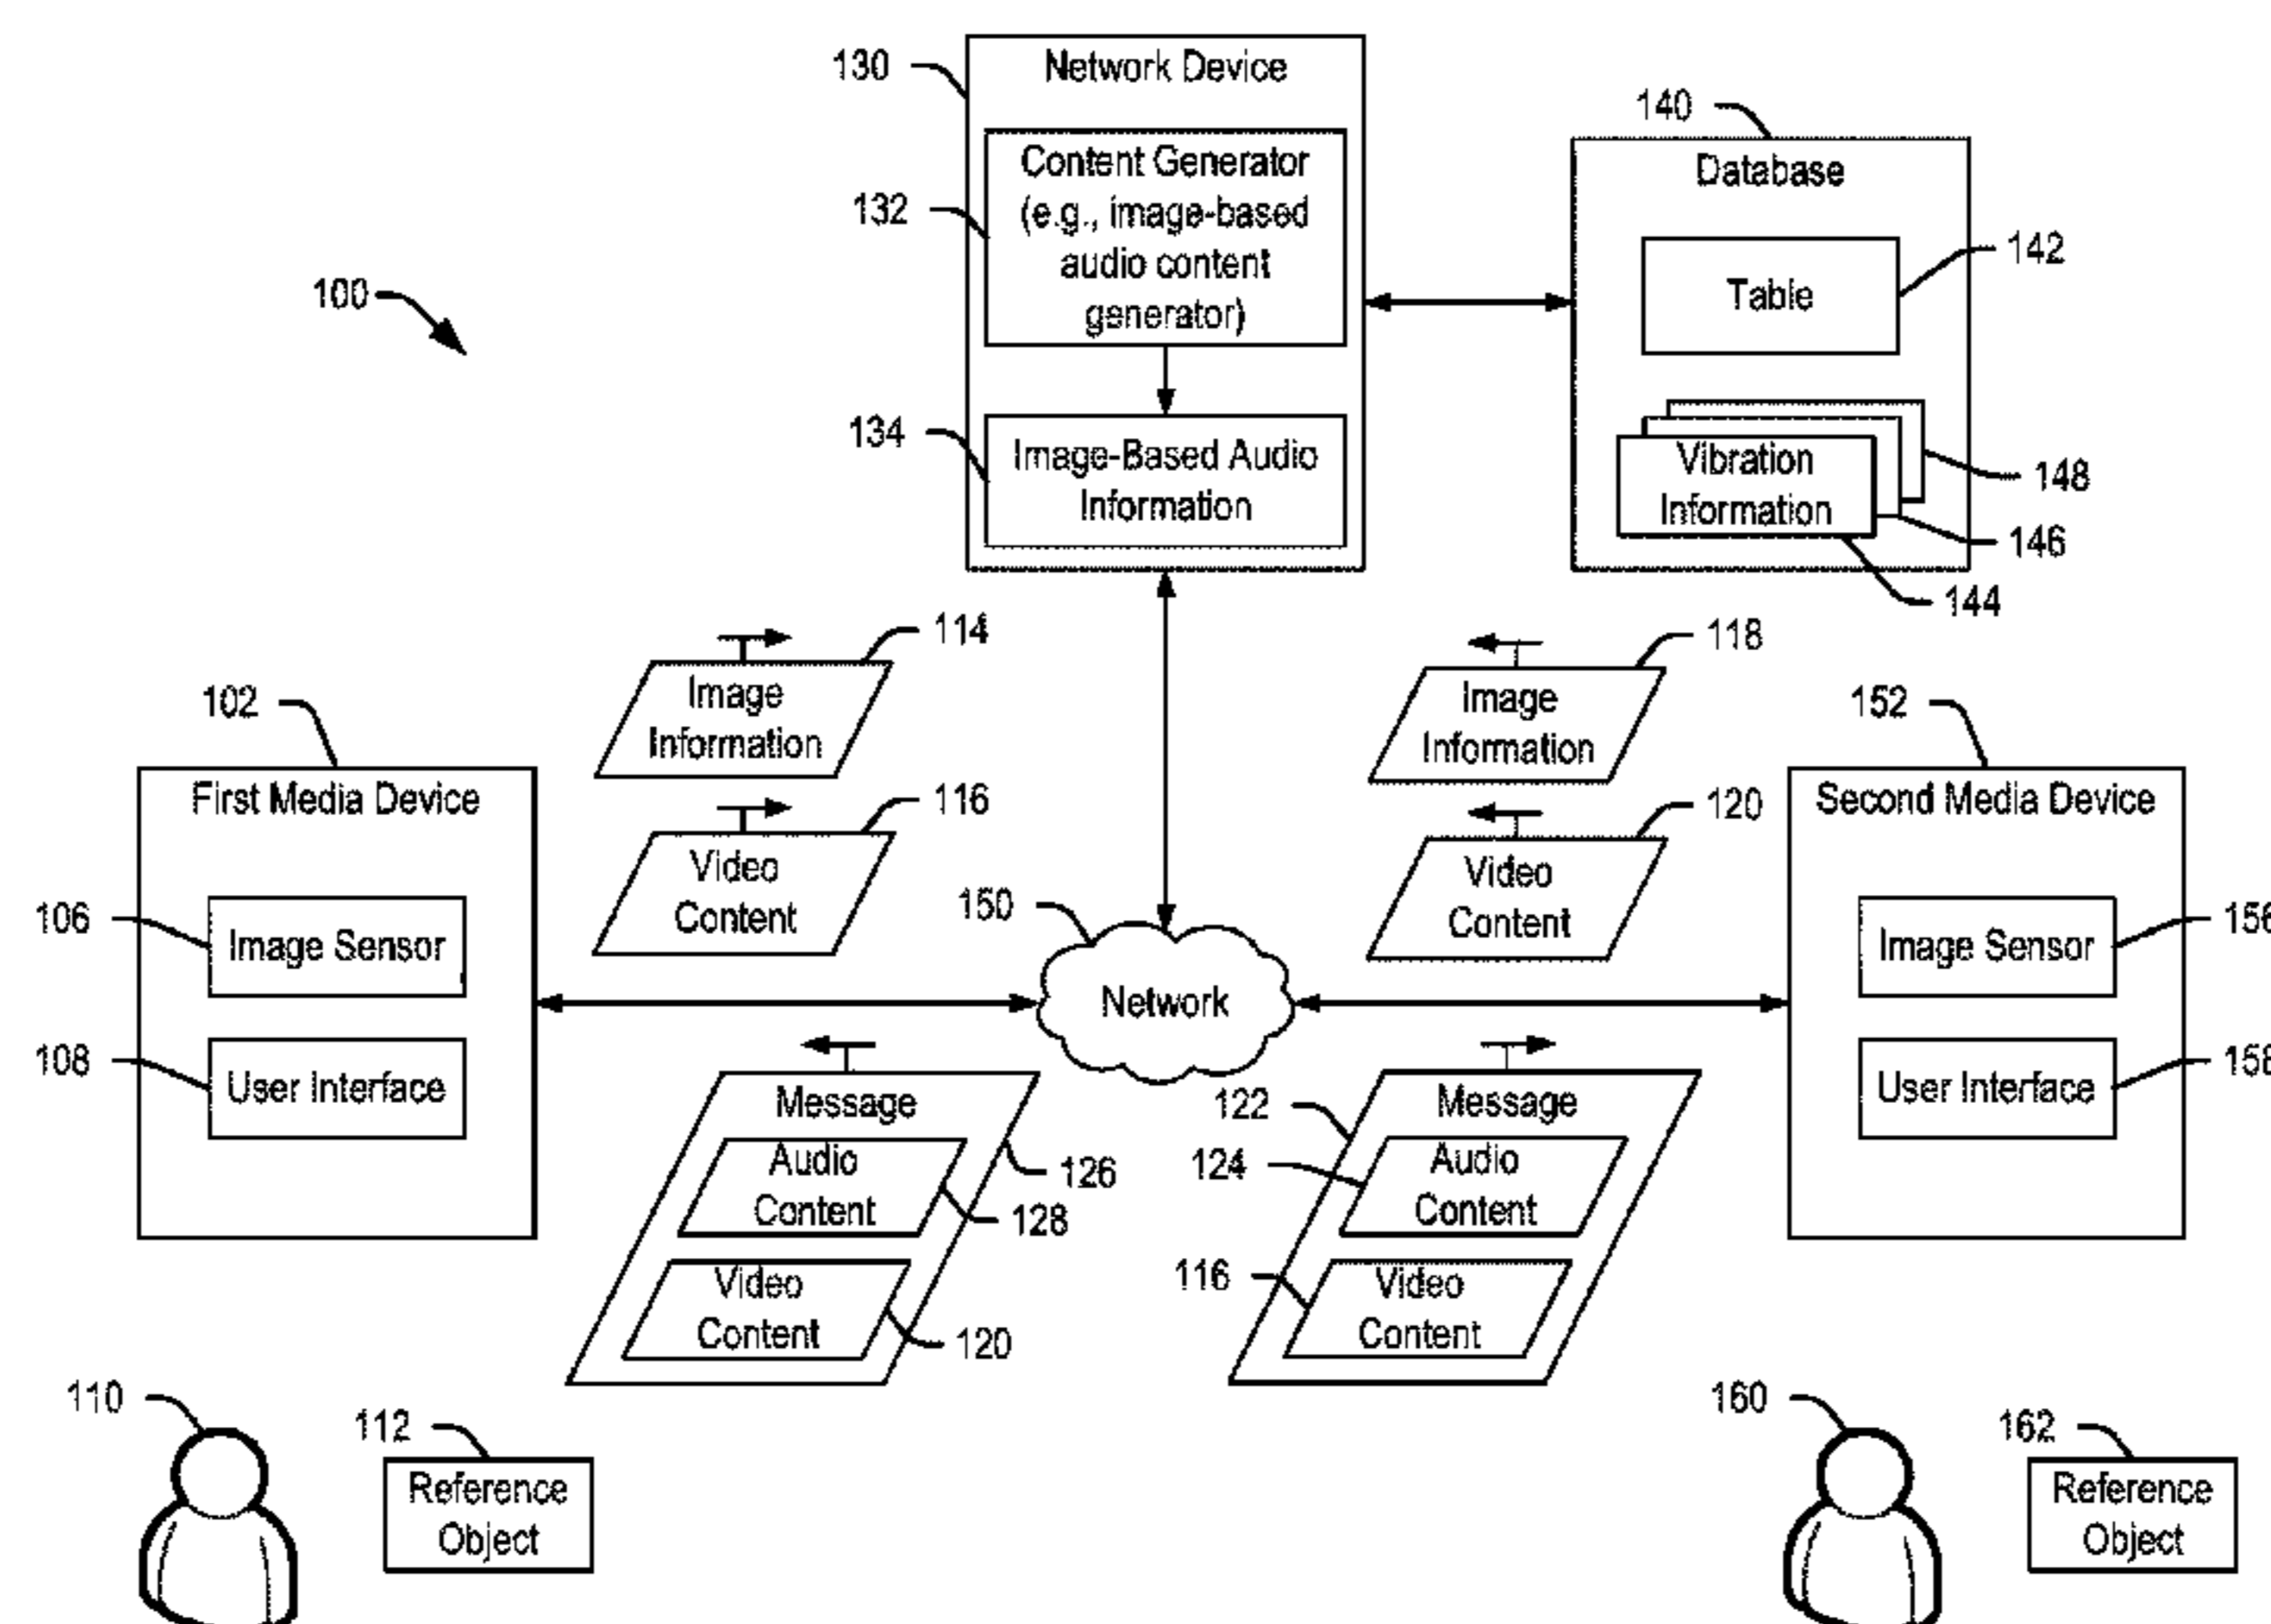 130
Network Device
140
Content Generator
(e.g., image-based
audio content
generator)
132
Database
142
Table
100
134
Image-Based Audio
Information
Vibration
Information
148
146
144
114
Image
Information
118
Image
Information
102
First Media Device
152
Second Media Device
116
Video
Content
120
Video
Content
106
Image Sensor
150
Network
156
Image Sensor
108
User Interface
158
User Interface
Message
126
Audio
Content
128
Video
Content
120
122
Message
124
Audio
Content
116
Video
Content
110
112
Reference
Object
160
162
Reference
Object